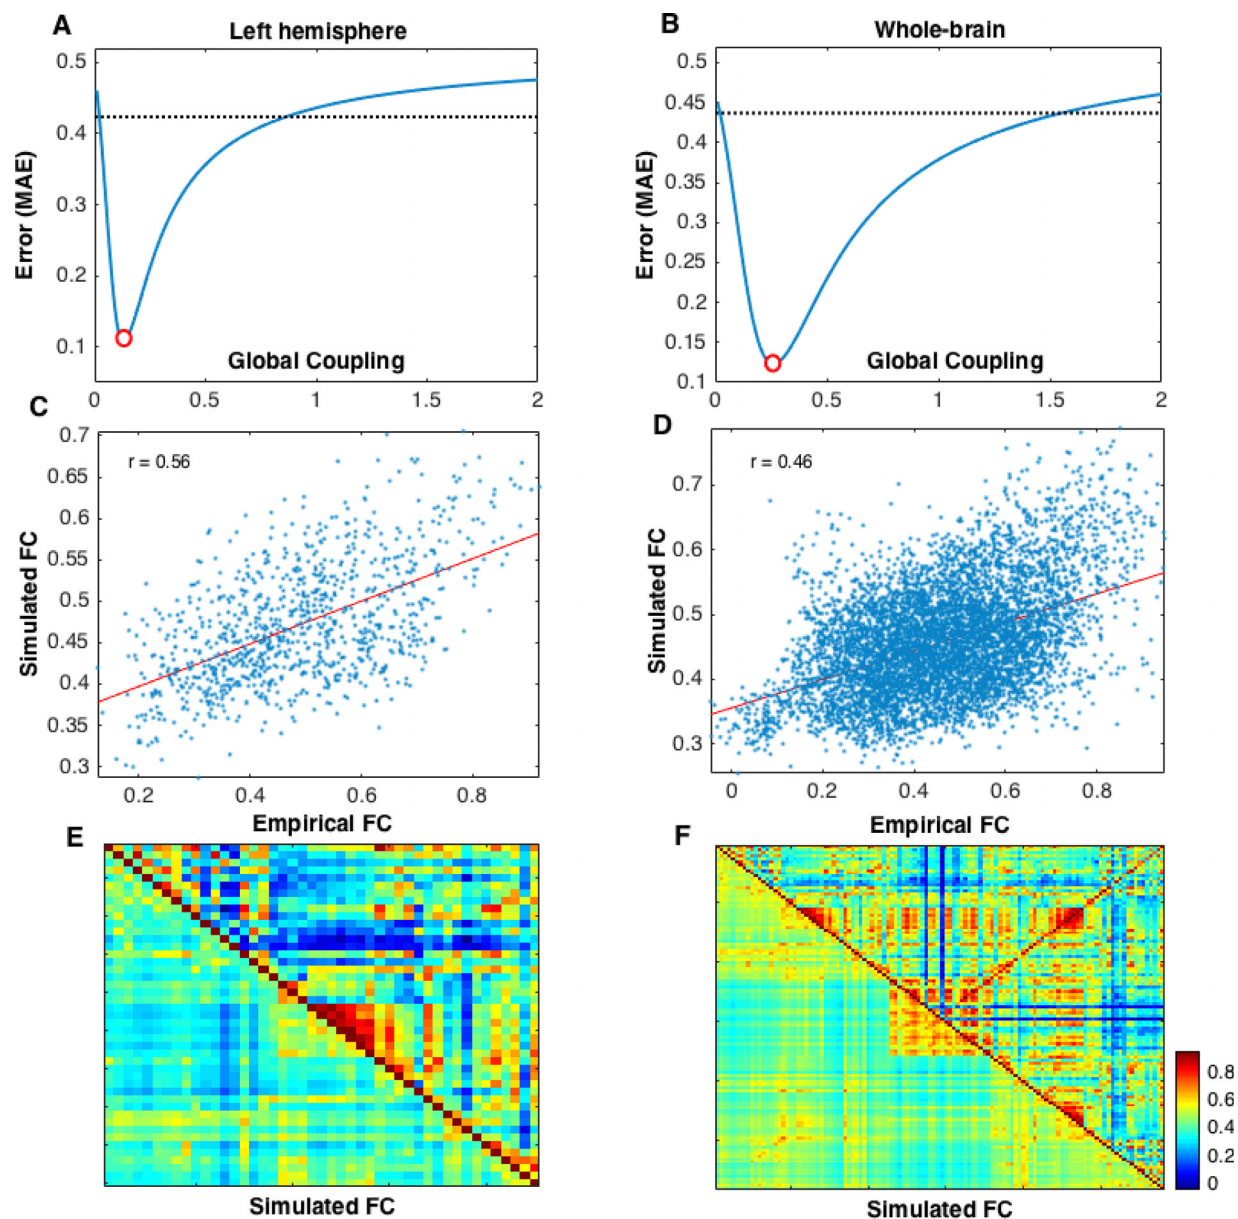 A
Left hemisphere
0.5
0.4
0.3
0.2
0.1
Error (MAE)
Global Coupling
0 0.5 1 1.5 2
B
Whole-brain
0.5
0.45
0.4
0.35
0.3
0.25
0.2
0.15
0.1
Error (MAE)
Global Coupling
0 0.5 1 1.5 2
C
r = 0.56
0.7
0.65
0.6
0.55
0.5
0.45
0.4
0.35
0.3
Simulated FC
0.2 0.4 0.6 0.8
Empirical FC
D
r = 0.46
0.7
0.6
0.5
0.4
0.3
Simulated FC
0 0.2 0.4 0.6 0.8
Empirical FC
E
Simulated FC
F
Simulated FC
0.8
0.6
0.4
0.2
0